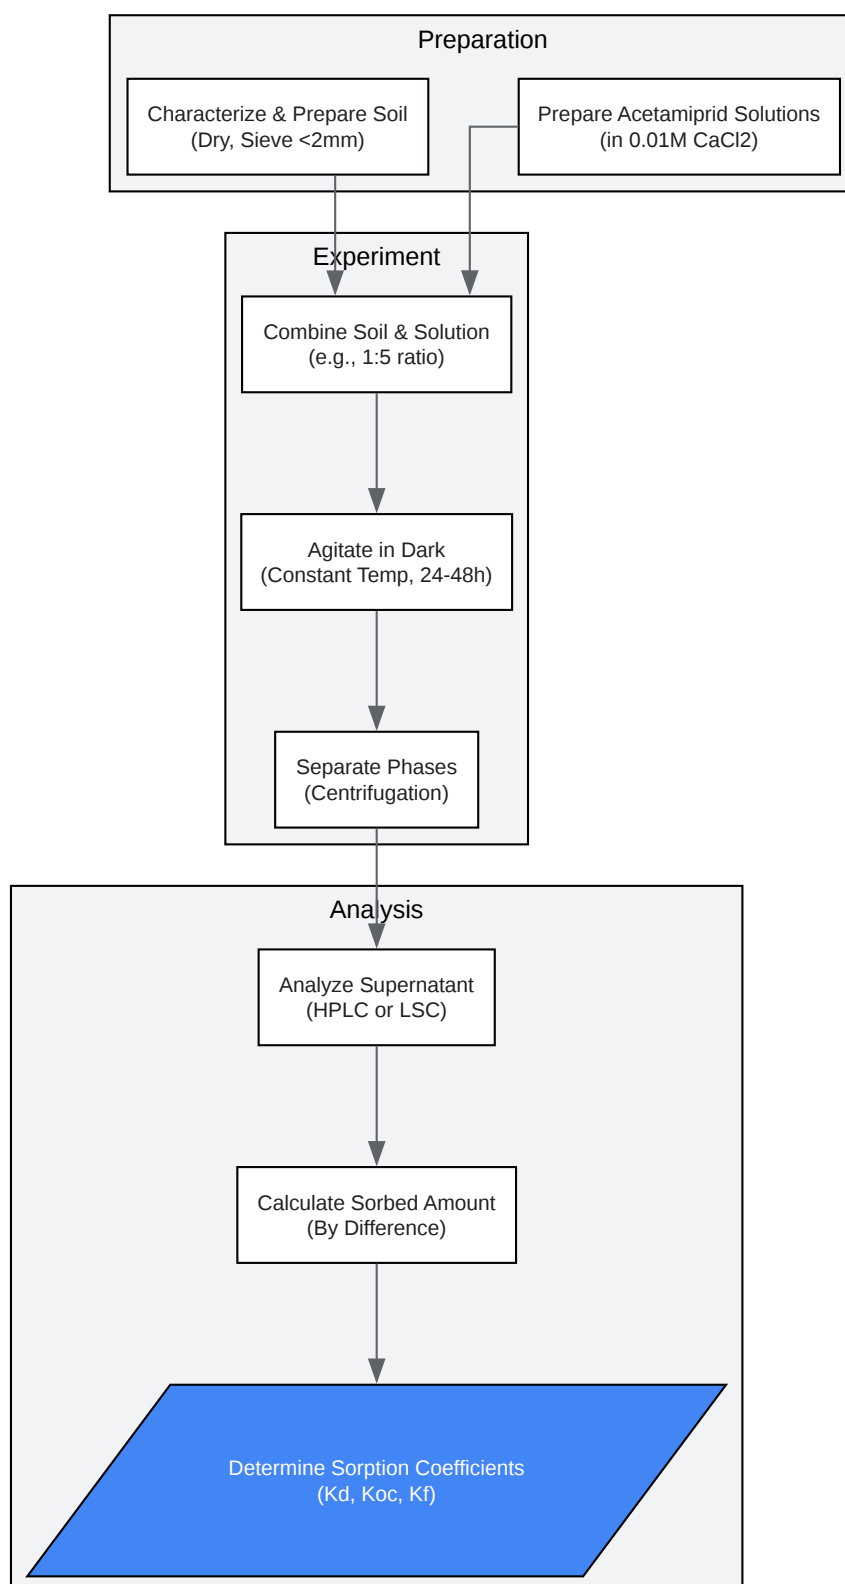 Preparation
Characterize & Prepare Soil
(Dry, Sieve <2mm)
Prepare Acetamiprid Solutions
(in 0.01M CaCl2)
Experiment
Combine Soil & Solution
(e.g., 1:5 ratio)
Agitate in Dark
(Constant Temp, 24-48h)
Separate Phases
(Centrifugation)
Analysis
Analyze Supernatant
(HPLC or LSC)
Calculate Sorbed Amount
(By Difference)
Determine Sorption Coefficients
(Kd, Koc, Kf)